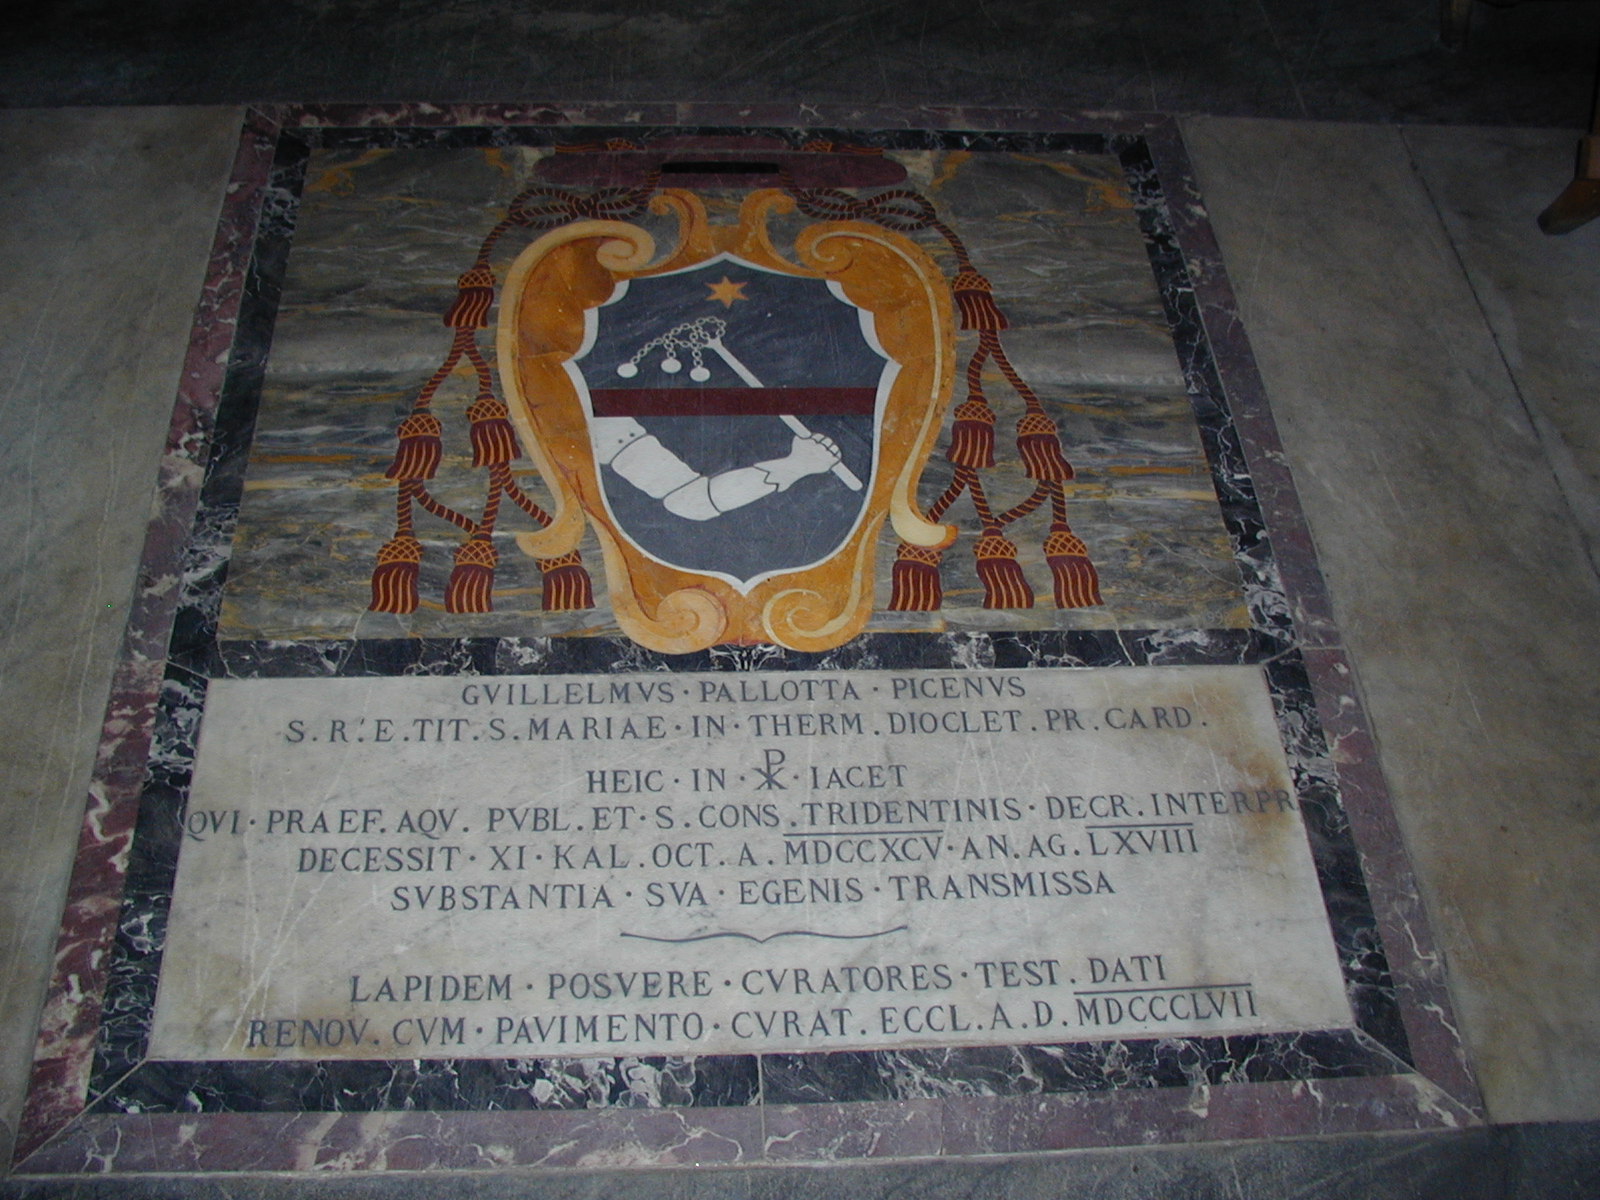 GVILLELMVS · PALLOTTA · PICENVS
S.R.E.TIT.S.MARIAE·IN·THERM.DIOCLET.PR.CARD.
HEIC·IN·☧·IACET
QVI·PRAEF.AQV. PVBL.ET·S.CONS.TRIDENTINIS·DECR.INTERPR
DECESSIT·XI·KAL.OCT.A.MDCCXCV·AN.AG.LXVIII
SVBSTANTIA·SVA·EGENIS·TRANSMISSA
LAPIDEM·POSVERE·CVRATORES·TEST.DATI
RENOV.CVM·PAVIMENTO·CVRAT.ECCL.A.D.MDCCCLVII